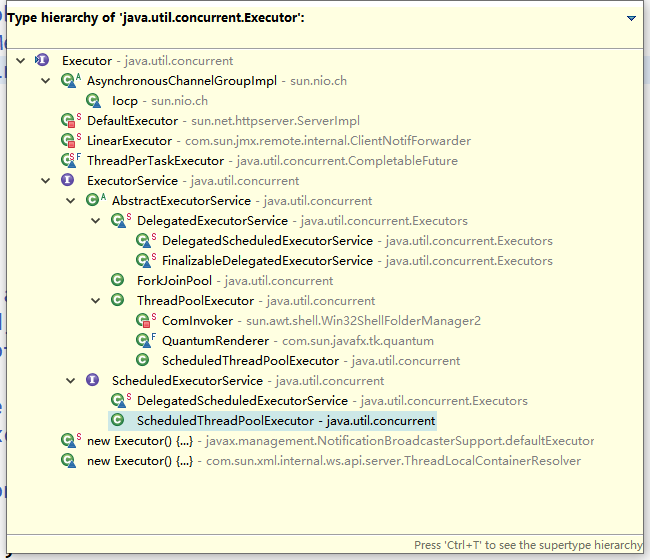 Type hierarchy of 'java.util.concurrent.Executor':
Executor - java.util.concurrent
AsynchronousChannelGroupImpl - sun.nio.ch
Iocp - sun.nio.ch
DefaultExecutor - sun.net.httpserver.ServerImpl
LinearExecutor - com.sun.jmx.remote.internal.ClientNotifForwarder
ThreadPerTaskExecutor - java.util.concurrent.CompletableFuture
ExecutorService - java.util.concurrent
AbstractExecutorService - java.util.concurrent
DelegatedExecutorService - java.util.concurrent.Executors
DelegatedScheduledExecutorService - java.util.concurrent.Executors
FinalizableDelegatedExecutorService - java.util.concurrent.Executors
ForkJoinPool - java.util.concurrent
ThreadPoolExecutor - java.util.concurrent
ComInvoker - sun.awt.shell.Win32ShellFolderManager2
QuantumRenderer - com.sun.javafx.tk.quantum
ScheduledThreadPoolExecutor - java.util.concurrent
ScheduledExecutorService - java.util.concurrent
DelegatedScheduledExecutorService - java.util.concurrent.Executors
ScheduledThreadPoolExecutor - java.util.concurrent
new Executor() {...} - javax.management.NotificationBroadcasterSupport.defaultExecutor
new Executor() {...} - com.sun.xml.internal.ws.api.server.ThreadLocalContainerResolver
Press 'Ctrl+T' to see the supertype hierarchy